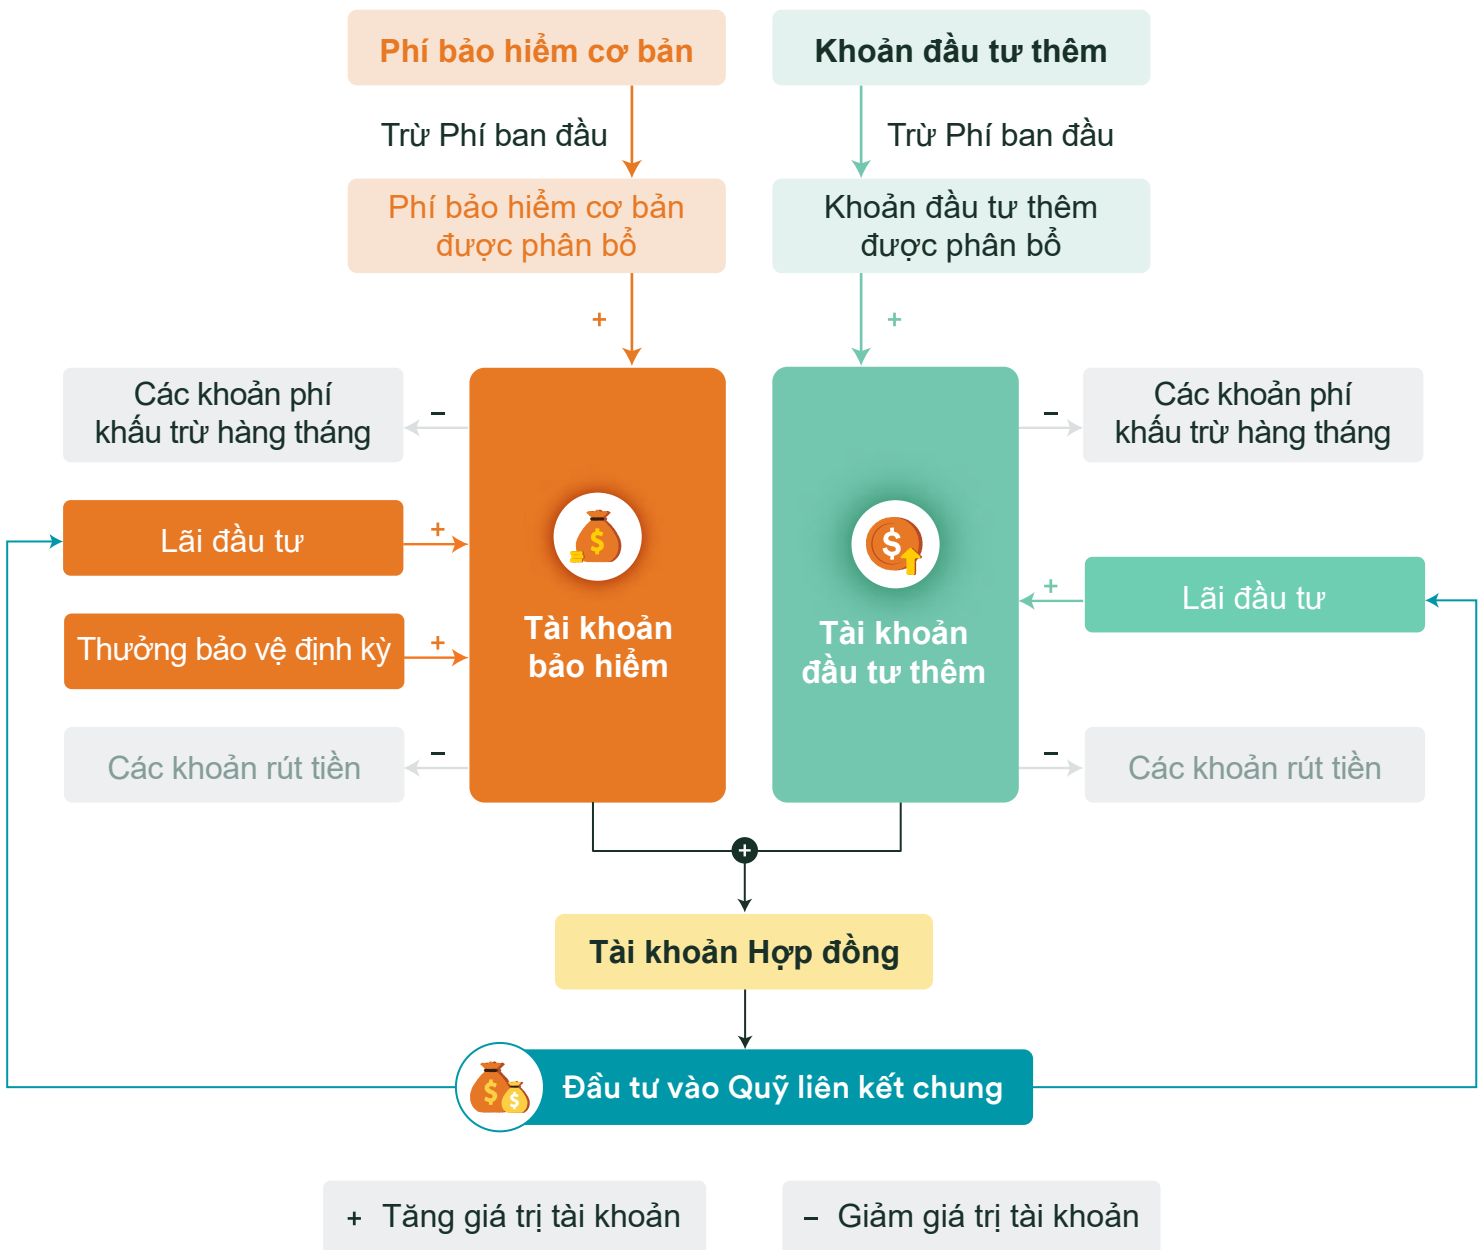 Phí bảo hiểm cơ bản
Khoản đầu tư thêm
Trừ Phí ban đầu
Trừ Phí ban đầu
Phí bảo hiểm cơ bản
được phân bổ
Khoản đầu tư thêm
được phân bổ
+
+
Các khoản phí
khấu trừ hàng tháng
–
–
Các khoản phí
khấu trừ hàng tháng
Lãi đầu tư
+
Thưởng bảo vệ định kỳ
+
Các khoản rút tiền
–
$
Tài khoản
bảo hiểm
$
Tài khoản
đầu tư thêm
+
Lãi đầu tư
–
Các khoản rút tiền
+
Tài khoản Hợp đồng
$ $
Đầu tư vào Quỹ liên kết chung
+ Tăng giá trị tài khoản
– Giảm giá trị tài khoản